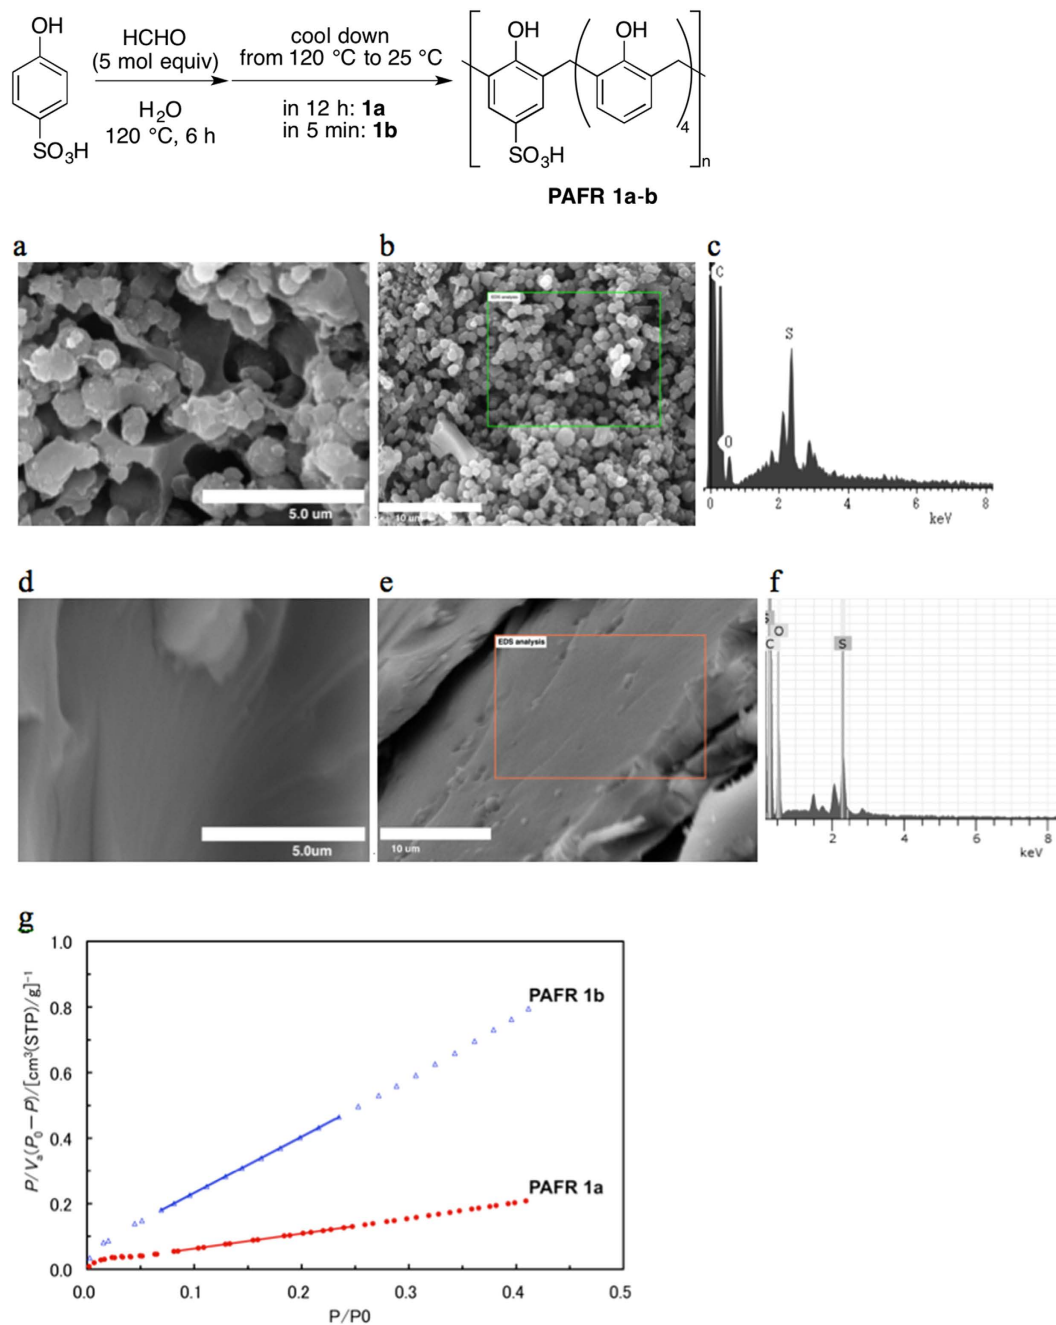 OH
SO3H
HCHO
(5 mol equiv)
H2O
120 °C, 6 h
cool down
from 120 °C to 25 °C
in 12 h: 1a
in 5 min: 1b
OH
OH
SO3H
4
n
PAFR 1a-b
a
b
c
5.0 um
EDS analysis
10 um
C
O
S
0
2
4
6
8
keV
d
e
f
5.0um
EDS analysis
10 um
S
O
C
S
2
4
6
8
keV
g
P/Va(P0−P)/[cm3(STP)/g]-1
1.0
0.8
0.6
0.4
0.2
0.0
PAFR 1b
PAFR 1a
0.0
0.1
0.2
0.3
0.4
0.5
P/P0